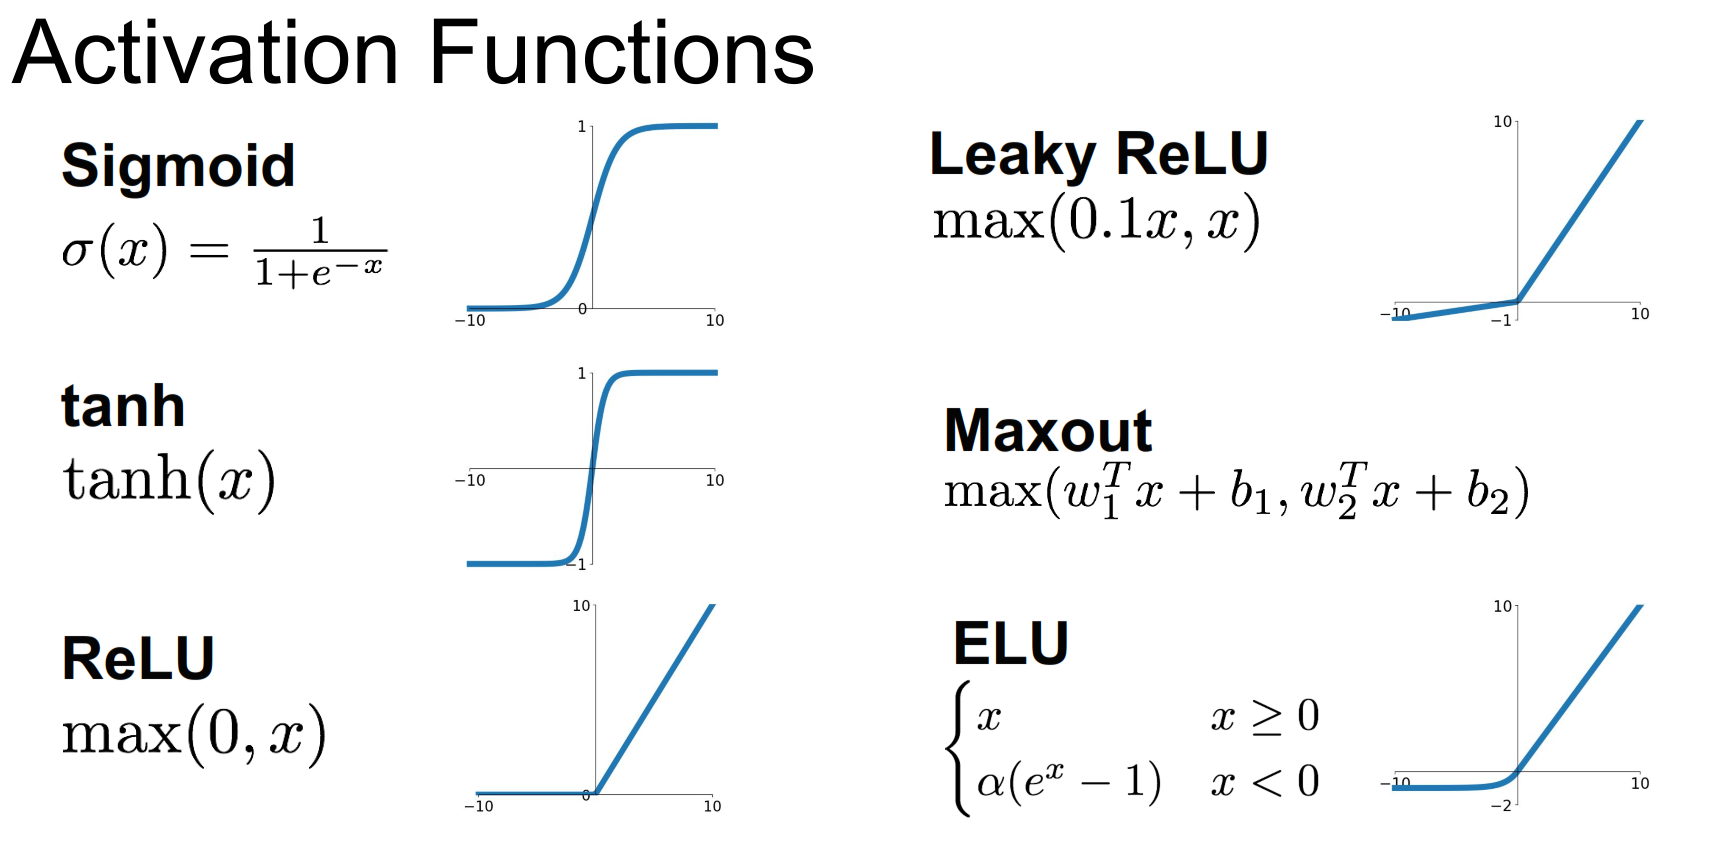 Activation Functions
Sigmoid
σ(x) = 1/(1+e^{−x})
1
0
−10
10
tanh
tanh(x)
1
−10
10
−1
ReLU
max(0, x)
10
0
−10
10
Leaky ReLU
max(0.1x, x)
10
−10
−1
10
Maxout
max(w_1^T x + b_1, w_2^T x + b_2)
ELU
{ x x ≥ 0
α(e^x − 1) x < 0
10
−10
10
−2